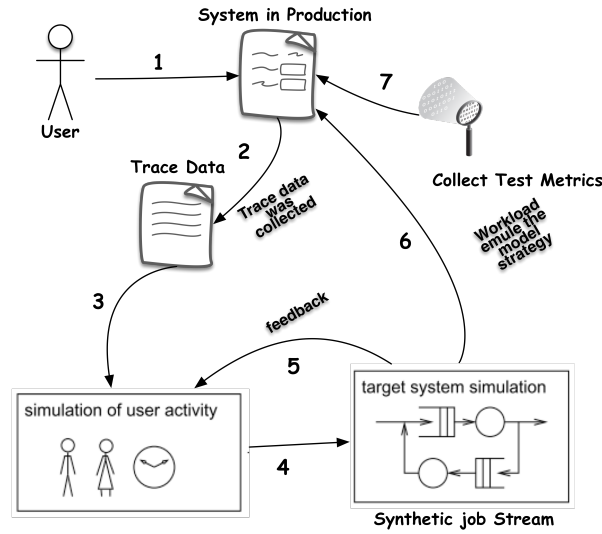 System in Production
1
7
User
2
Trace Data
Trace data
was
collected
Collect Test Metrics
Workload
emule the
model
strategy
6
3
feedback
5
simulation of user activity
target system simulation
4
Synthetic job Stream